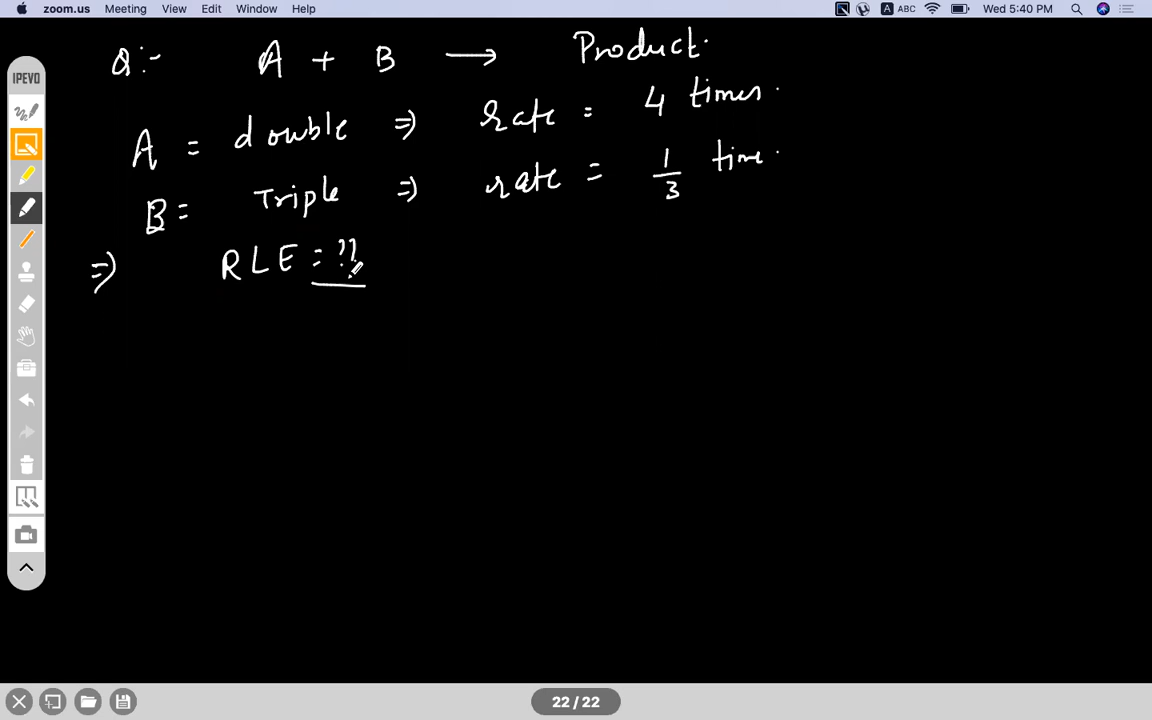 zoom.us Meeting View Edit Window Help A ABC Wed 5:40 PM
IPEVO
Q:- A + B → Product.
A = double ⇒ rate = 4 times.
B = Triple ⇒ rate = 1/3 time.
⇒ RLE = ??
22 / 22